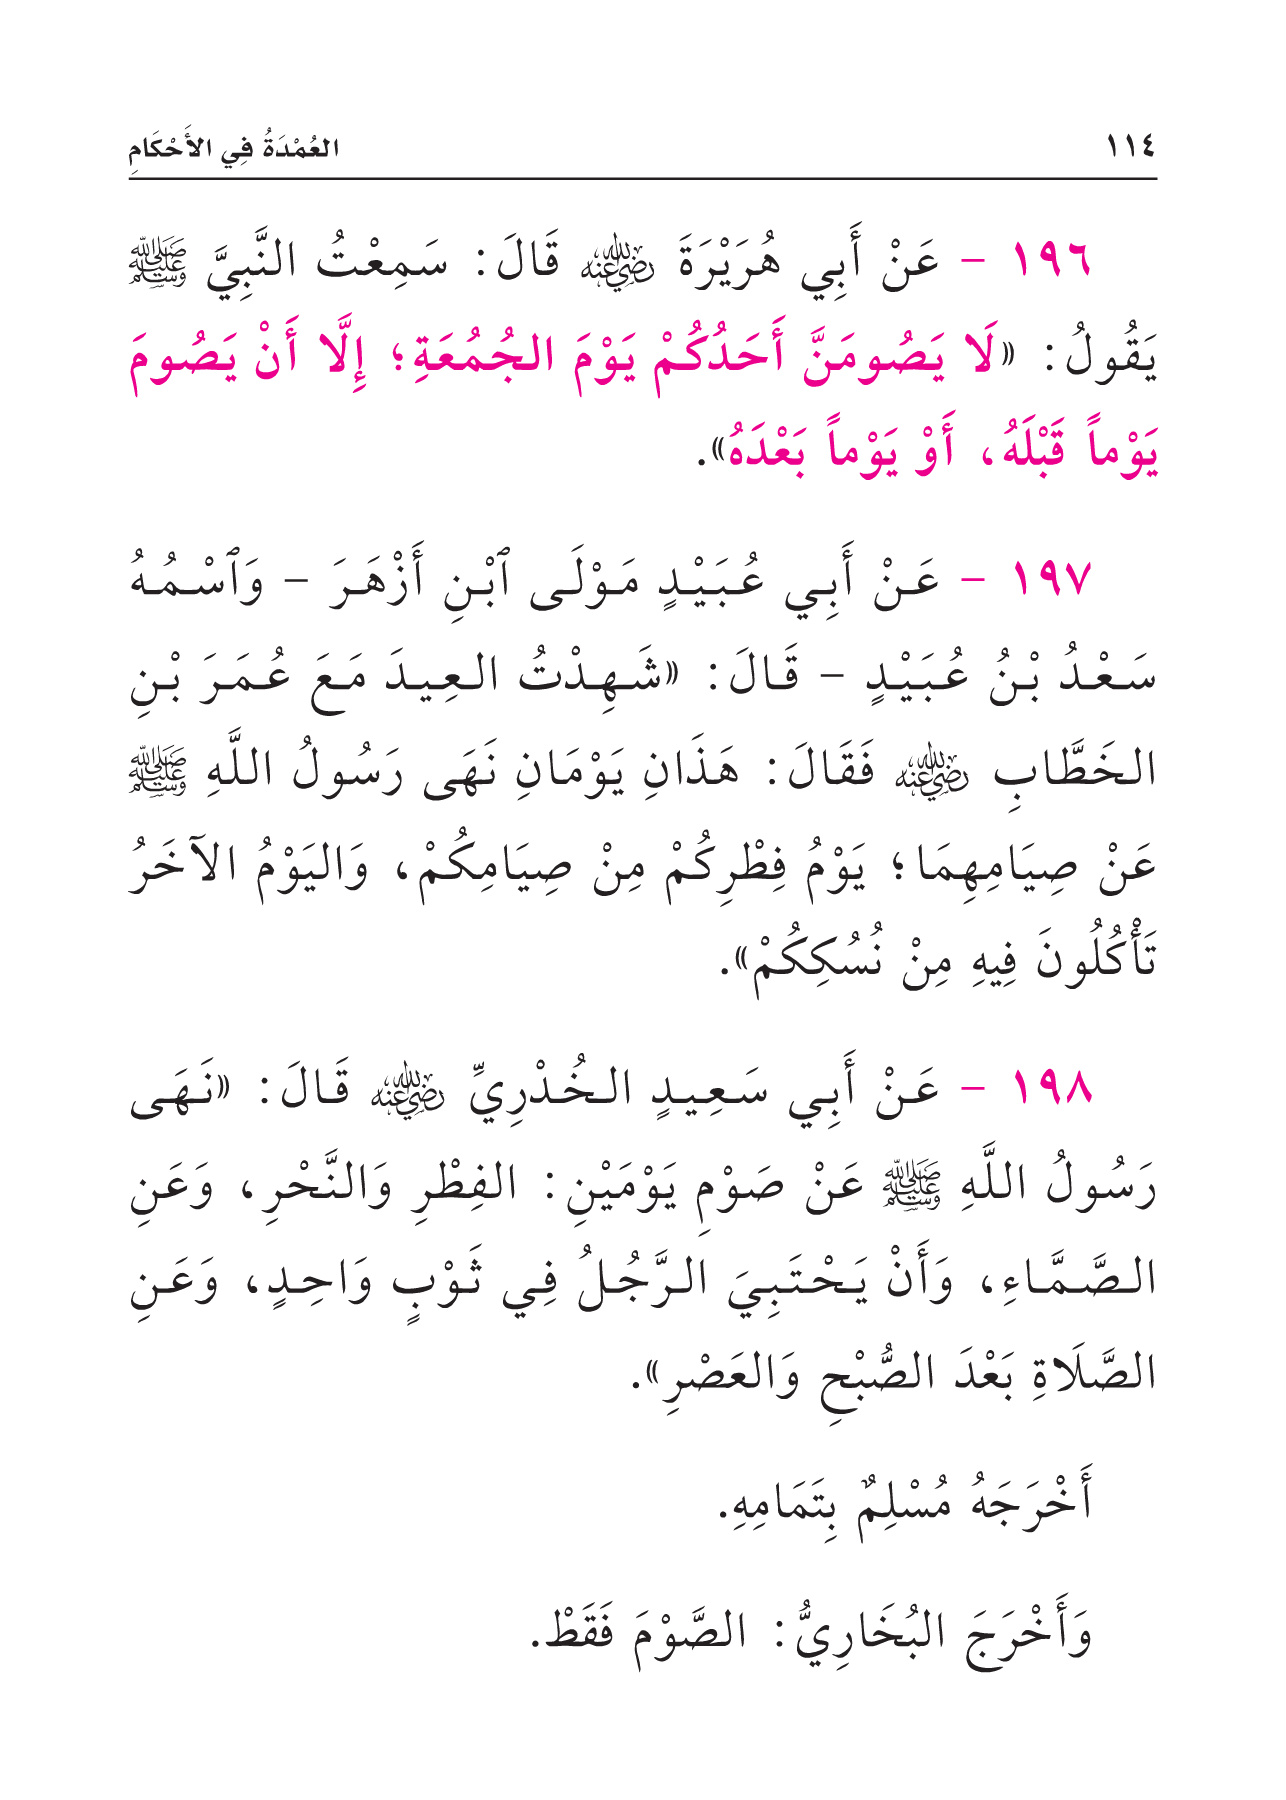 ١١٤
العُمْدَةُ فِي الأَحْكَامِ
١٩٦ - عَنْ أَبِي هُرَيْرَةَ رضي الله عنه قَالَ: سَمِعْتُ النَّبِيَّ ﷺ
يَقُولُ: «لَا يَصُومَنَّ أَحَدُكُمْ يَوْمَ الجُمُعَةِ؛ إِلَّا أَنْ يَصُومَ
يَوْماً قَبْلَهُ، أَوْ يَوْماً بَعْدَهُ».
١٩٧ - عَنْ أَبِي عُبَيْدٍ مَوْلَى ٱبْنِ أَزْهَرَ - وَٱسْمُهُ
سَعْدُ بْنُ عُبَيْدٍ - قَالَ: «شَهِدْتُ العِيدَ مَعَ عُمَرَ بْنِ
الخَطَّابِ رضي الله عنه فَقَالَ: هَذَانِ يَوْمَانِ نَهَى رَسُولُ اللَّهِ ﷺ
عَنْ صِيَامِهِمَا؛ يَوْمُ فِطْرِكُمْ مِنْ صِيَامِكُمْ، وَاليَوْمُ الآخَرُ
تَأْكُلُونَ فِيهِ مِنْ نُسُكِكُمْ».
١٩٨ - عَنْ أَبِي سَعِيدٍ الخُدْرِيِّ رضي الله عنه قَالَ: «نَهَى
رَسُولُ اللَّهِ ﷺ عَنْ صَوْمِ يَوْمَيْنِ: الفِطْرِ وَالنَّحْرِ، وَعَنِ
الصَّمَّاءِ، وَأَنْ يَحْتَبِيَ الرَّجُلُ فِي ثَوْبٍ وَاحِدٍ، وَعَنِ
الصَّلَاةِ بَعْدَ الصُّبْحِ وَالعَصْرِ».
أَخْرَجَهُ مُسْلِمٌ بِتَمَامِهِ.
وَأَخْرَجَ البُخَارِيُّ: الصَّوْمَ فَقَطْ.